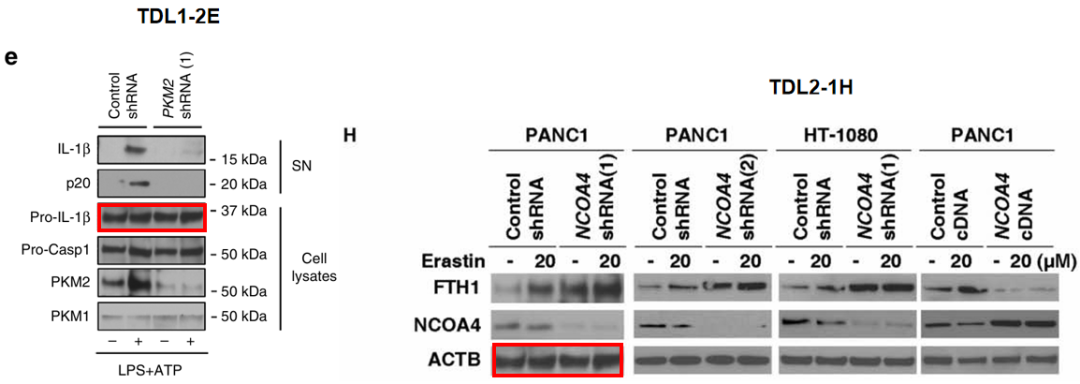 TDL1-2E
e
Control
shRNA
PKM2
shRNA (1)
IL-1β
- 15 kDa
p20
- 20 kDa
SN
Pro-IL-1β
- 37 kDa
Pro-Casp1
- 50 kDa
PKM2
- 50 kDa
PKM1
- 50 kDa
Cell
lysates
– + – +
LPS+ATP
TDL2-1H
H
PANC1 PANC1 HT-1080 PANC1
Control
shRNA
NCOA4
shRNA(1)
Control
shRNA
NCOA4
shRNA(2)
Control
shRNA
NCOA4
shRNA(1)
Control
cDNA
NCOA4
cDNA
Erastin - 20 - 20 - 20 - 20 - 20 - 20 - 20 - 20 (μM)
FTH1
NCOA4
ACTB